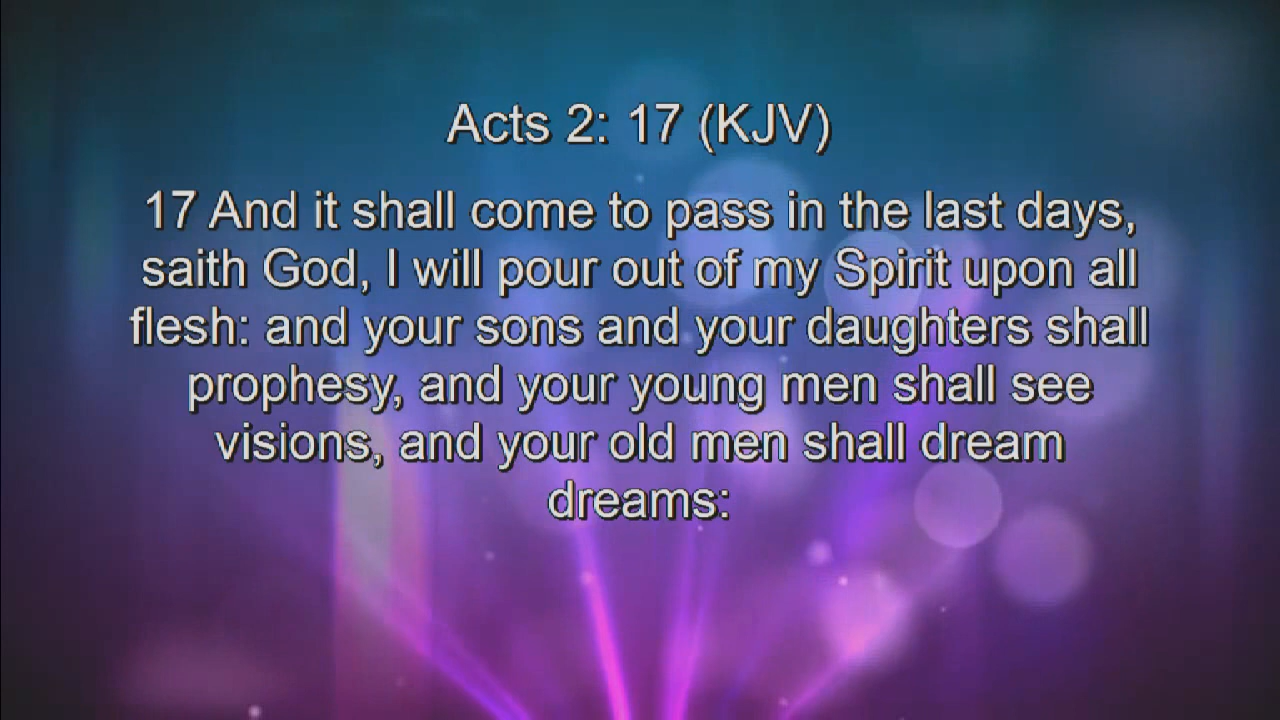 Acts 2: 17 (KJV)
17 And it shall come to pass in the last days,
saith God, I will pour out of my Spirit upon all
flesh: and your sons and your daughters shall
prophesy, and your young men shall see
visions, and your old men shall dream
dreams: